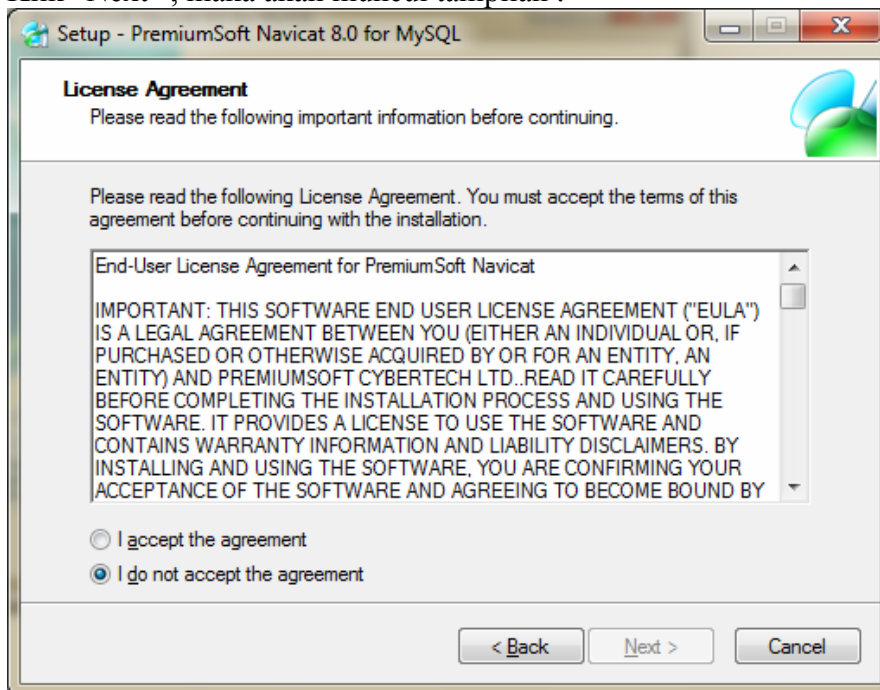 Setup - PremiumSoft Navicat 8.0 for MySQL
License Agreement
Please read the following important information before continuing.
Please read the following License Agreement. You must accept the terms of this
agreement before continuing with the installation.
End-User License Agreement for PremiumSoft Navicat
IMPORTANT: THIS SOFTWARE END USER LICENSE AGREEMENT ("EULA")
IS A LEGAL AGREEMENT BETWEEN YOU (EITHER AN INDIVIDUAL OR, IF
PURCHASED OR OTHERWISE ACQUIRED BY OR FOR AN ENTITY, AN
ENTITY) AND PREMIUMSOFT CYBERTECH LTD..READ IT CAREFULLY
BEFORE COMPLETING THE INSTALLATION PROCESS AND USING THE
SOFTWARE. IT PROVIDES A LICENSE TO USE THE SOFTWARE AND
CONTAINS WARRANTY INFORMATION AND LIABILITY DISCLAIMERS. BY
INSTALLING AND USING THE SOFTWARE, YOU ARE CONFIRMING YOUR
ACCEPTANCE OF THE SOFTWARE AND AGREEING TO BECOME BOUND BY
I accept the agreement
I do not accept the agreement
< Back Next > Cancel